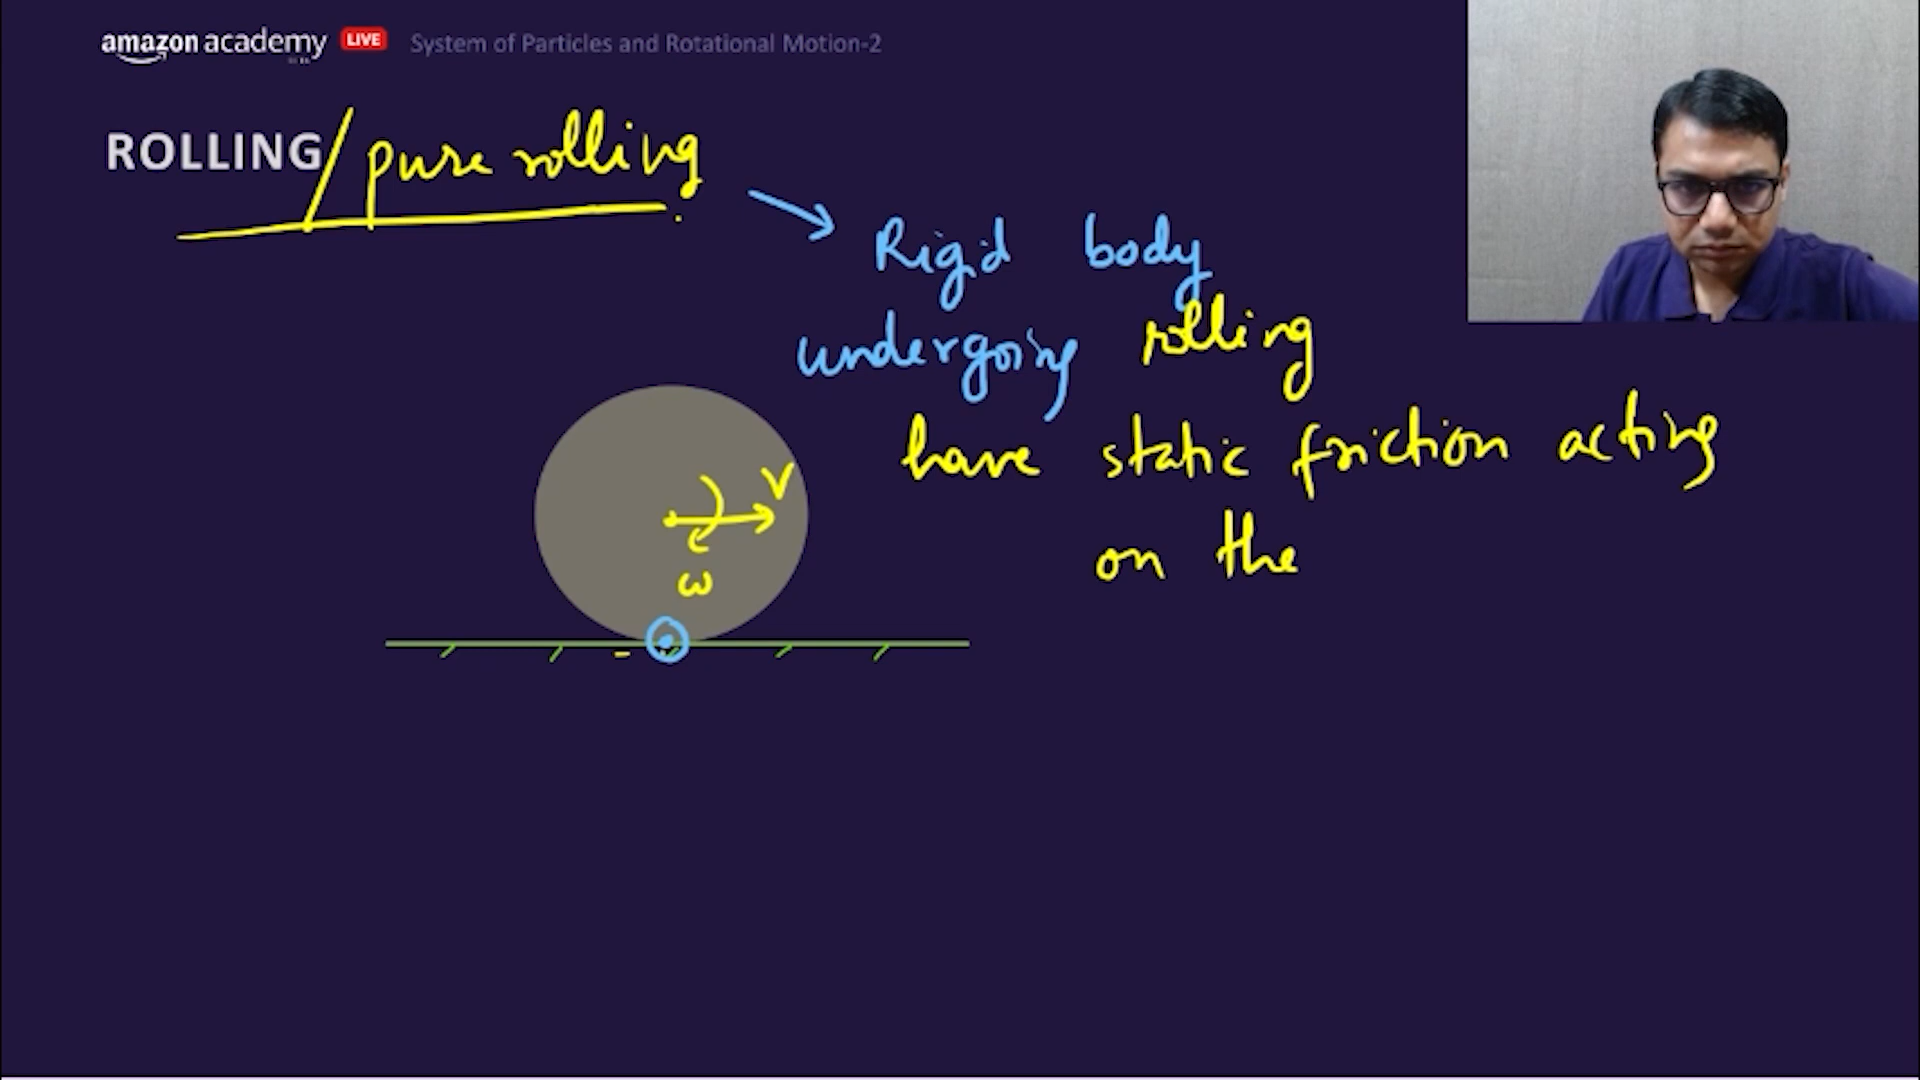 amazon academy LIVE System of Particles and Rotational Motion-2
ROLLING/pure rolling
Rigid body
undergoing rolling
have static friction acting
on the
V
ω